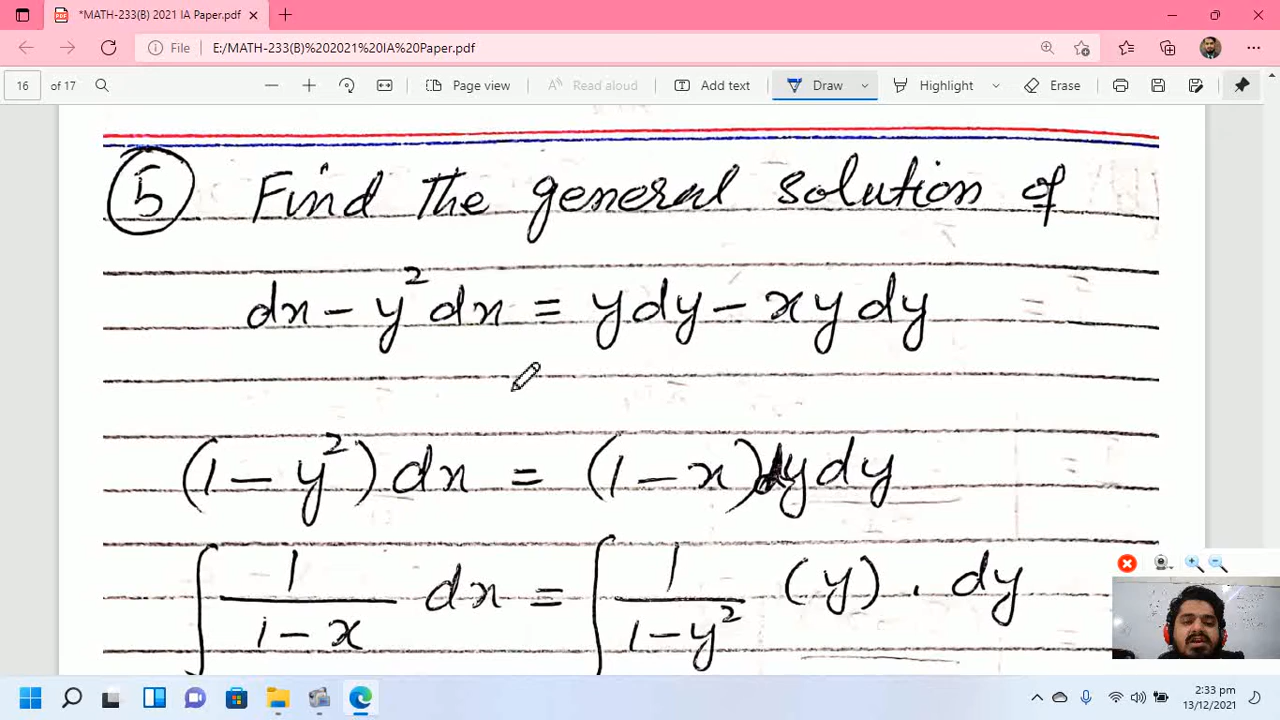 *MATH-233(B) 2021 IA Paper.pdf
File E:/MATH-233(B)%202021%20IA%20Paper.pdf
16 of 17 Page view Read aloud Add text Draw Highlight Erase
5 Find the general solution of
dx - y² dx = y dy - x y dy
(1 - y²) dx = (1 - x) y dy
∫ 1/(1 - x) dx = ∫ 1/(1 - y²) (y) . dy
2:33 pm
13/12/2021